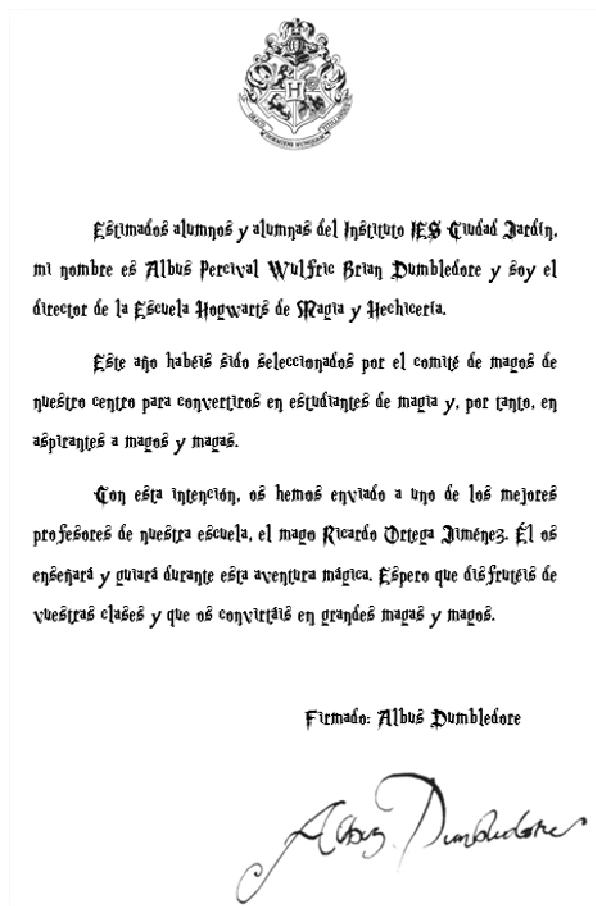 H
Estimados alumnos y alumnas del Instituto IES Ciudad Jardín,
mi nombre es Albus Percival Wulfric Brian Dumbledore y soy el
director de la Escuela Hogwarts de Magia y Hechicería.
Este año habéis sido seleccionados por el comité de magos de
nuestro centro para convertiros en estudiantes de magia y, por tanto, en
aspirantes a magos y magas.
Con esta intención, os hemos enviado a uno de los mejores
profesores de nuestra escuela, el mago Ricardo Ortega Jiménez. Él os
enseñará y guiará durante esta aventura mágica. Espero que disfrutéis de
vuestras clases y que os convirtáis en grandes magas y magos.
Firmado: Albus Dumbledore
Albus Dumbledore